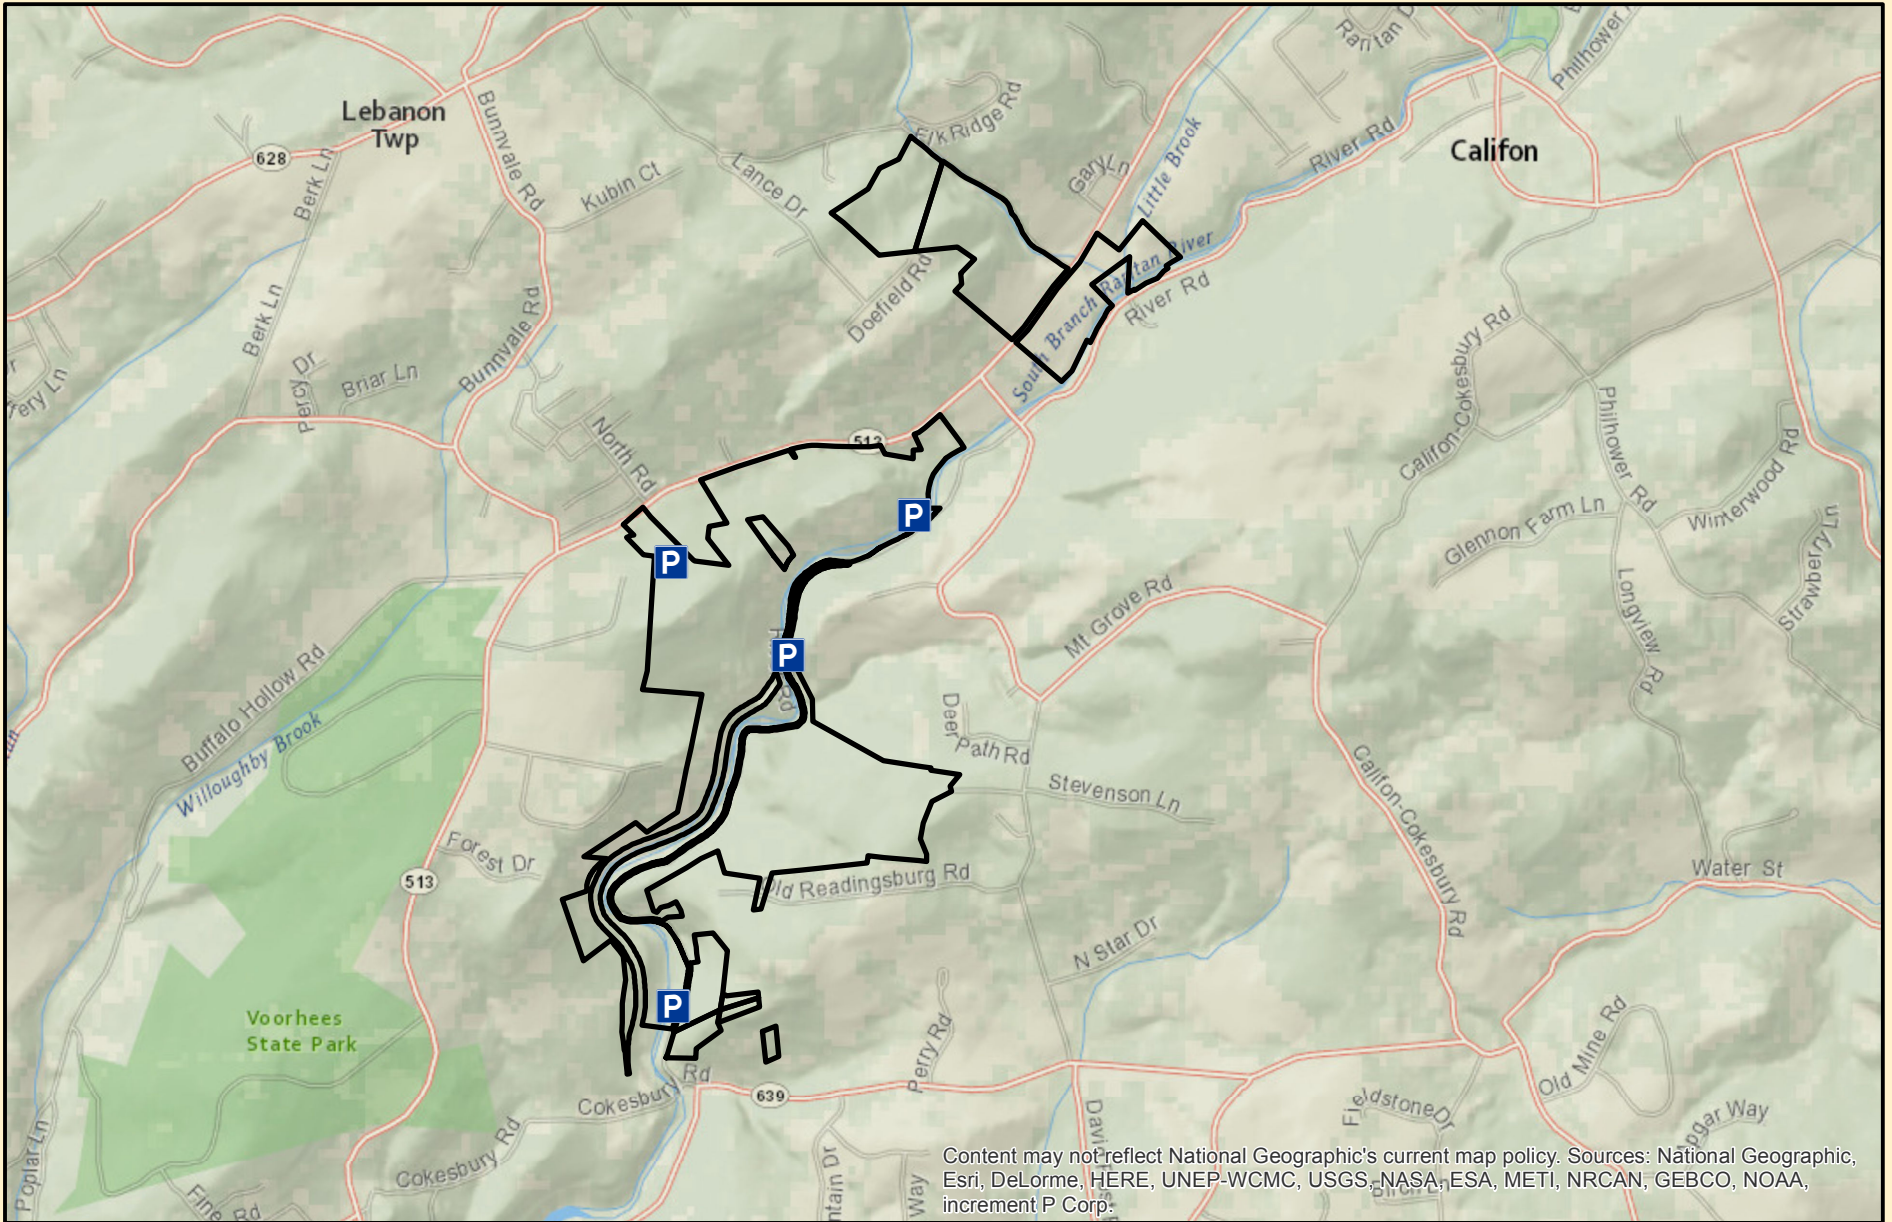 Raritan
Philhower
Elk Ridge Rd
Lebanon
Twp
Bunnvale Rd
628
Berk Ln
Kubin Ct
Lance Dr
Gary Ln
Little Brook
River Rd
Califon
South Branch Raritan River
River Rd
Doefield Rd
Berk Ln
Bunnvale Rd
Percy Dr
Briar Ln
North Rd
512
Califon-Cokesbury Rd
Philhower Rd
Winterwood Rd
Glennon Farm Ln
Strawberry Ln
Longview Rd
P
P
P
Rd
Mt Grove Rd
Buffalo Hollow Rd
Willoughby Brook
Deer Path Rd
Stevenson Ln
Califon-Cokesbury Rd
Forest Dr
513
Old Readingsburg Rd
Water St
N Star Dr
P
Voorhees
State Park
Perry Rd
Old Mine Rd
Cokesbury Rd
639
Fieldstone Dr
Apgar Way
Poplar Ln
Cokesbury Rd
Rd
Way
Content may not reflect National Geographic's current map policy. Sources: National Geographic,
Esri, DeLorme, HERE, UNEP-WCMC, USGS, NASA, ESA, METI, NRCAN, GEBCO, NOAA,
increment P Corp.